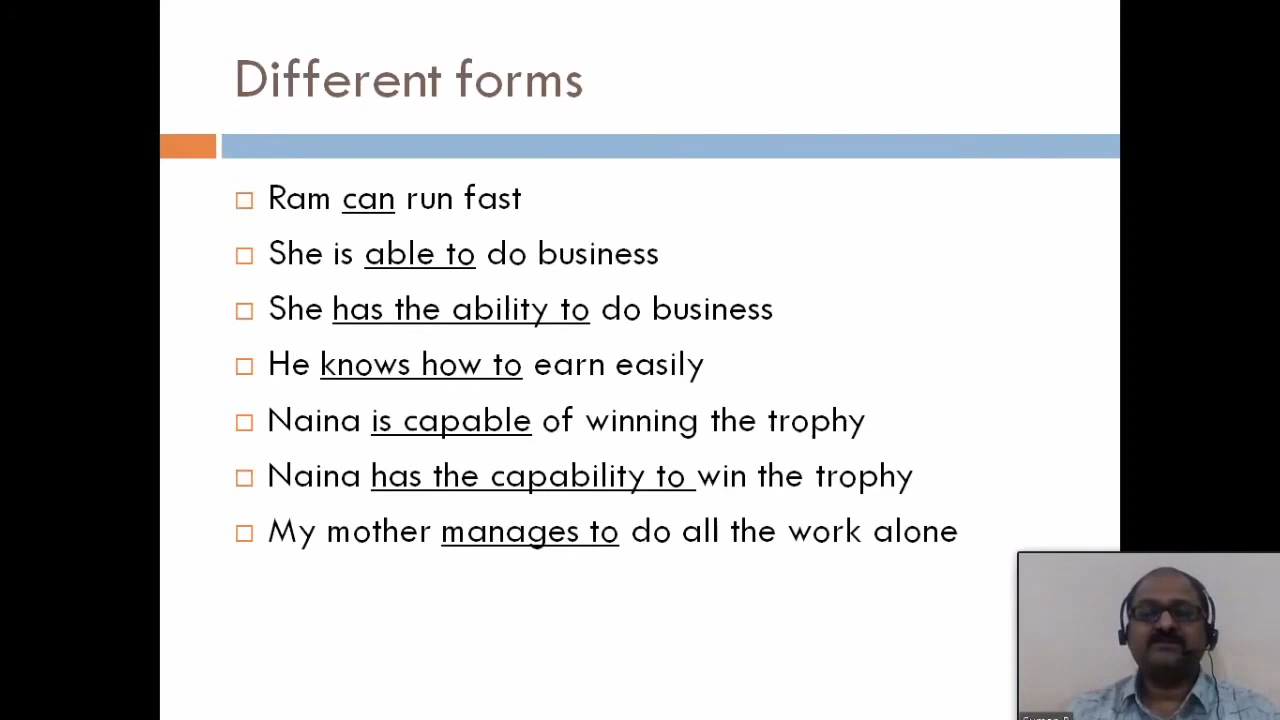 Different forms
Ram can run fast
She is able to do business
She has the ability to do business
He knows how to earn easily
Naina is capable of winning the trophy
Naina has the capability to win the trophy
My mother manages to do all the work alone